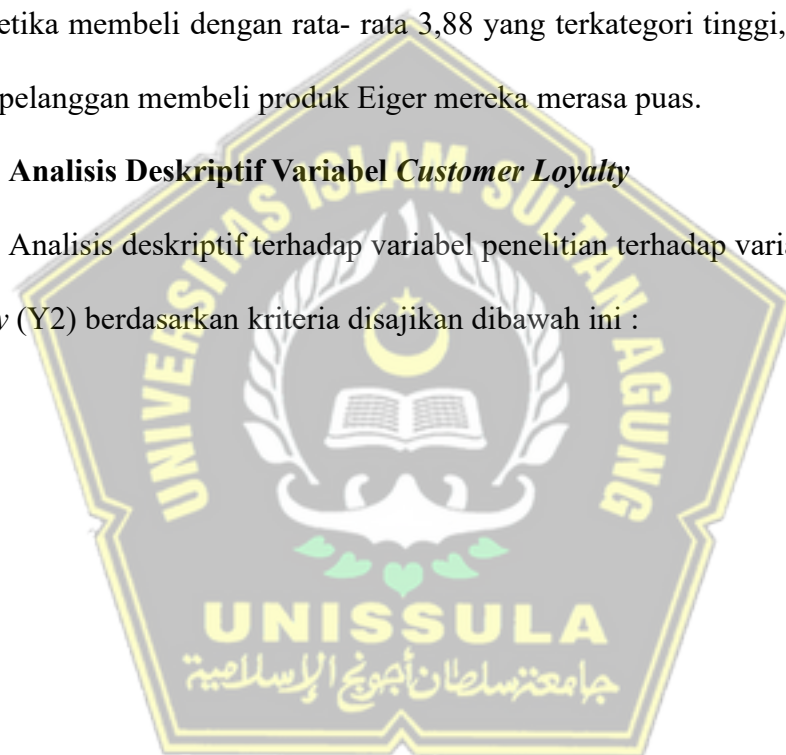 etika membeli dengan rata- rata 3,88 yang terkategori tinggi,
pelanggan membeli produk Eiger mereka merasa puas.
Analisis Deskriptif Variabel Customer Loyalty
Analisis deskriptif terhadap variabel penelitian terhadap varia
(Y2) berdasarkan kriteria disajikan dibawah ini :
UNIVERSITAS ISLAM SULTAN AGUNG
UNISSULA
جامعة سلطان أجونج الإسلامية